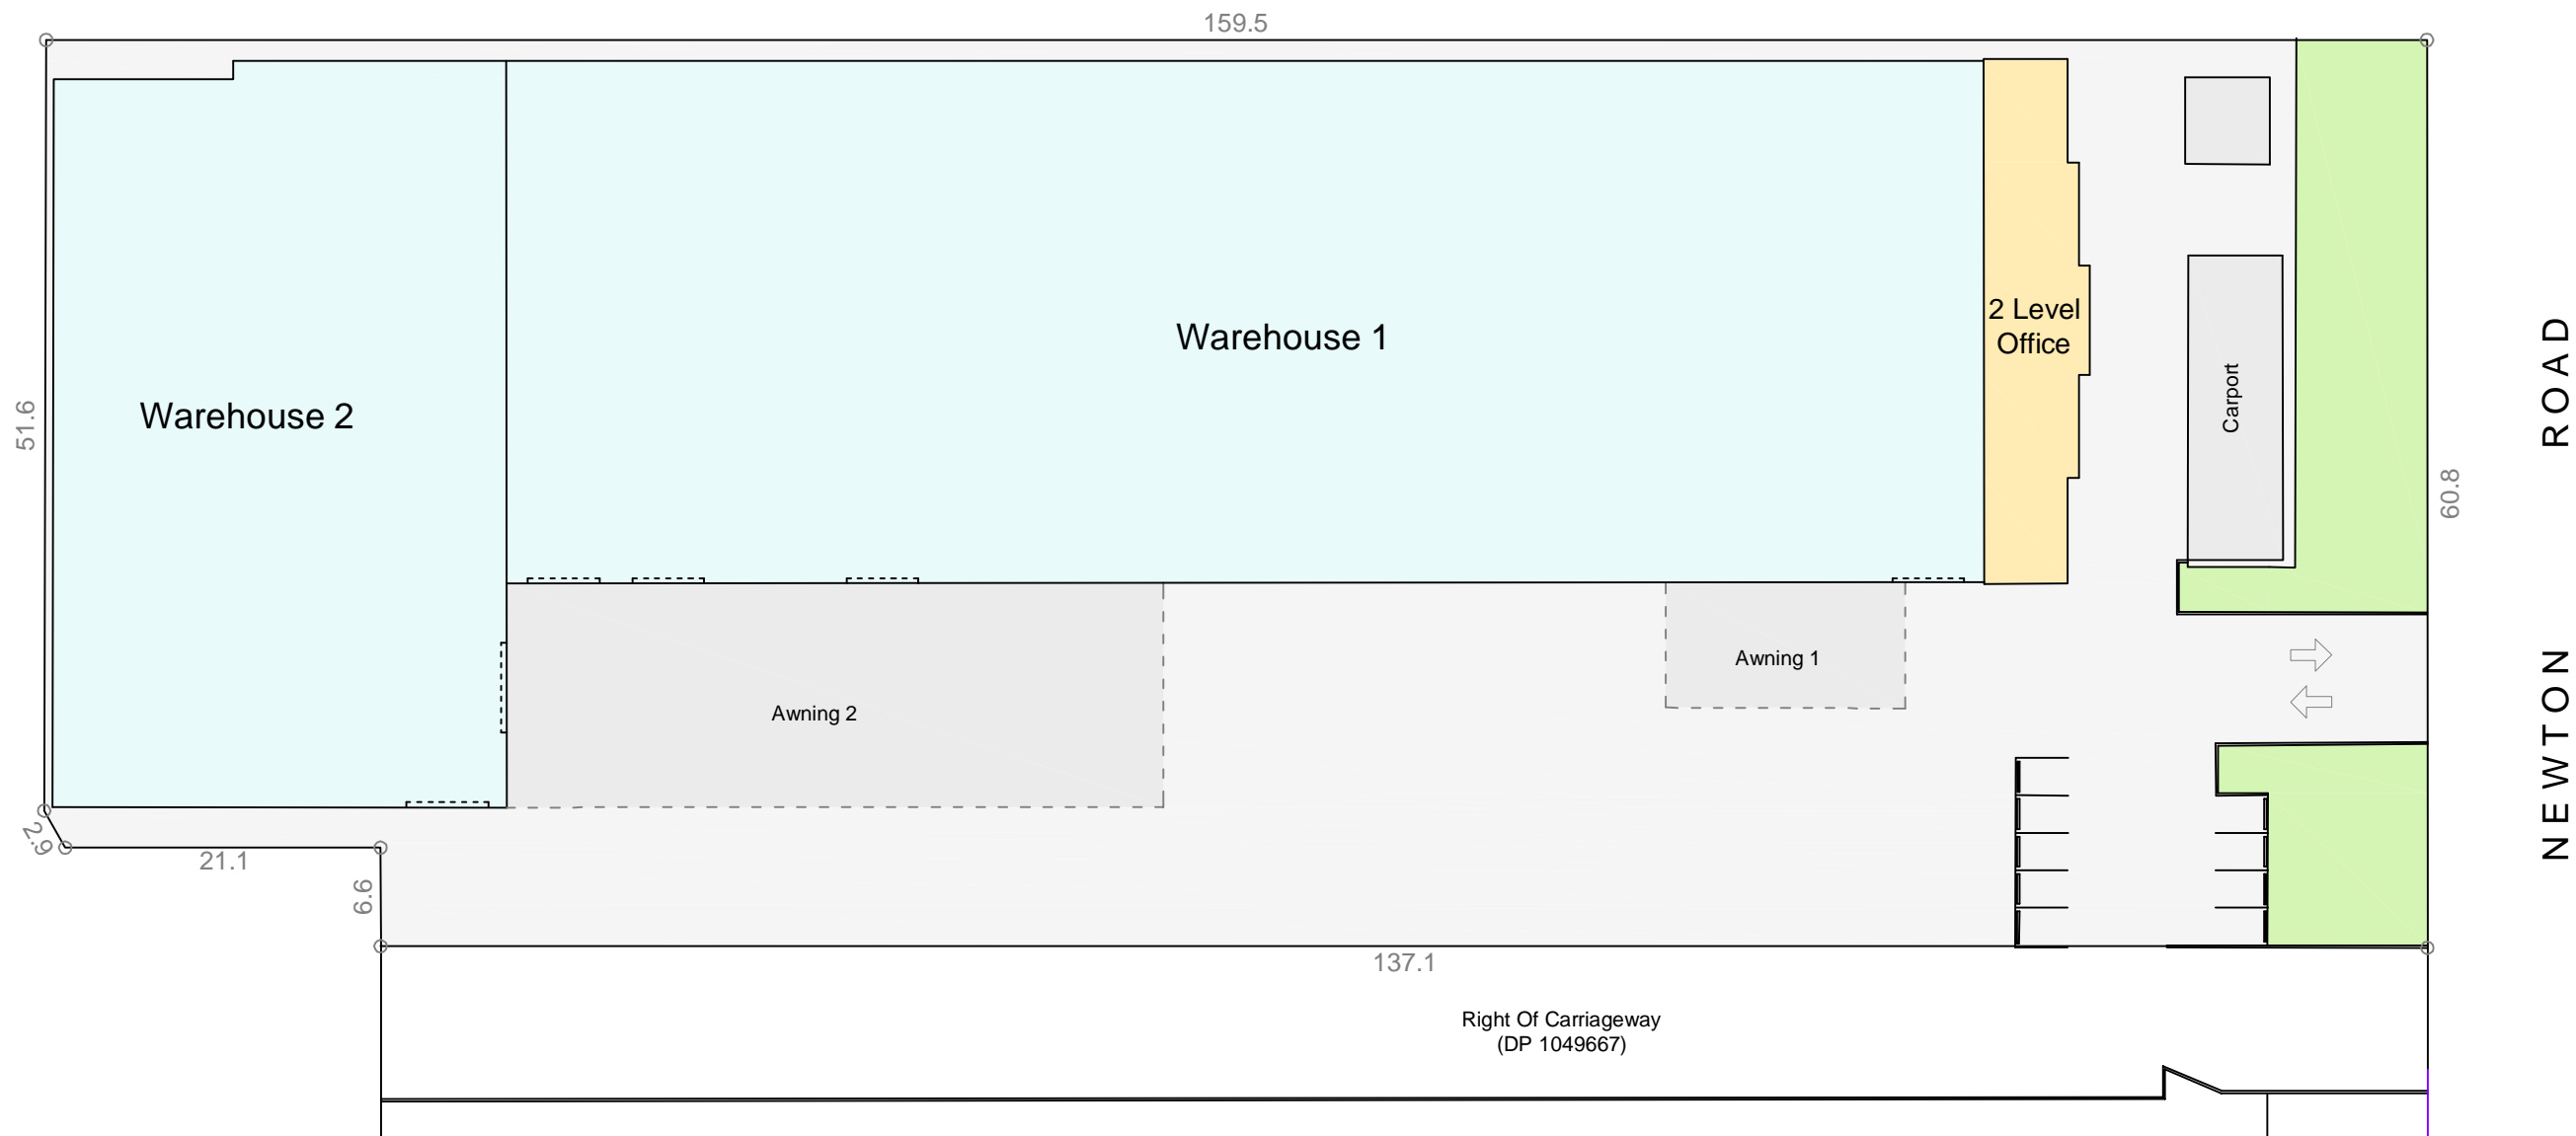 159.5
Warehouse 1
2 Level
Office
Warehouse 2
Carport
ROAD
51.6
60.8
Awning 1
Awning 2
NEWTON
2.9
21.1
6.6
137.1
Right Of Carriageway
(DP 1049667)